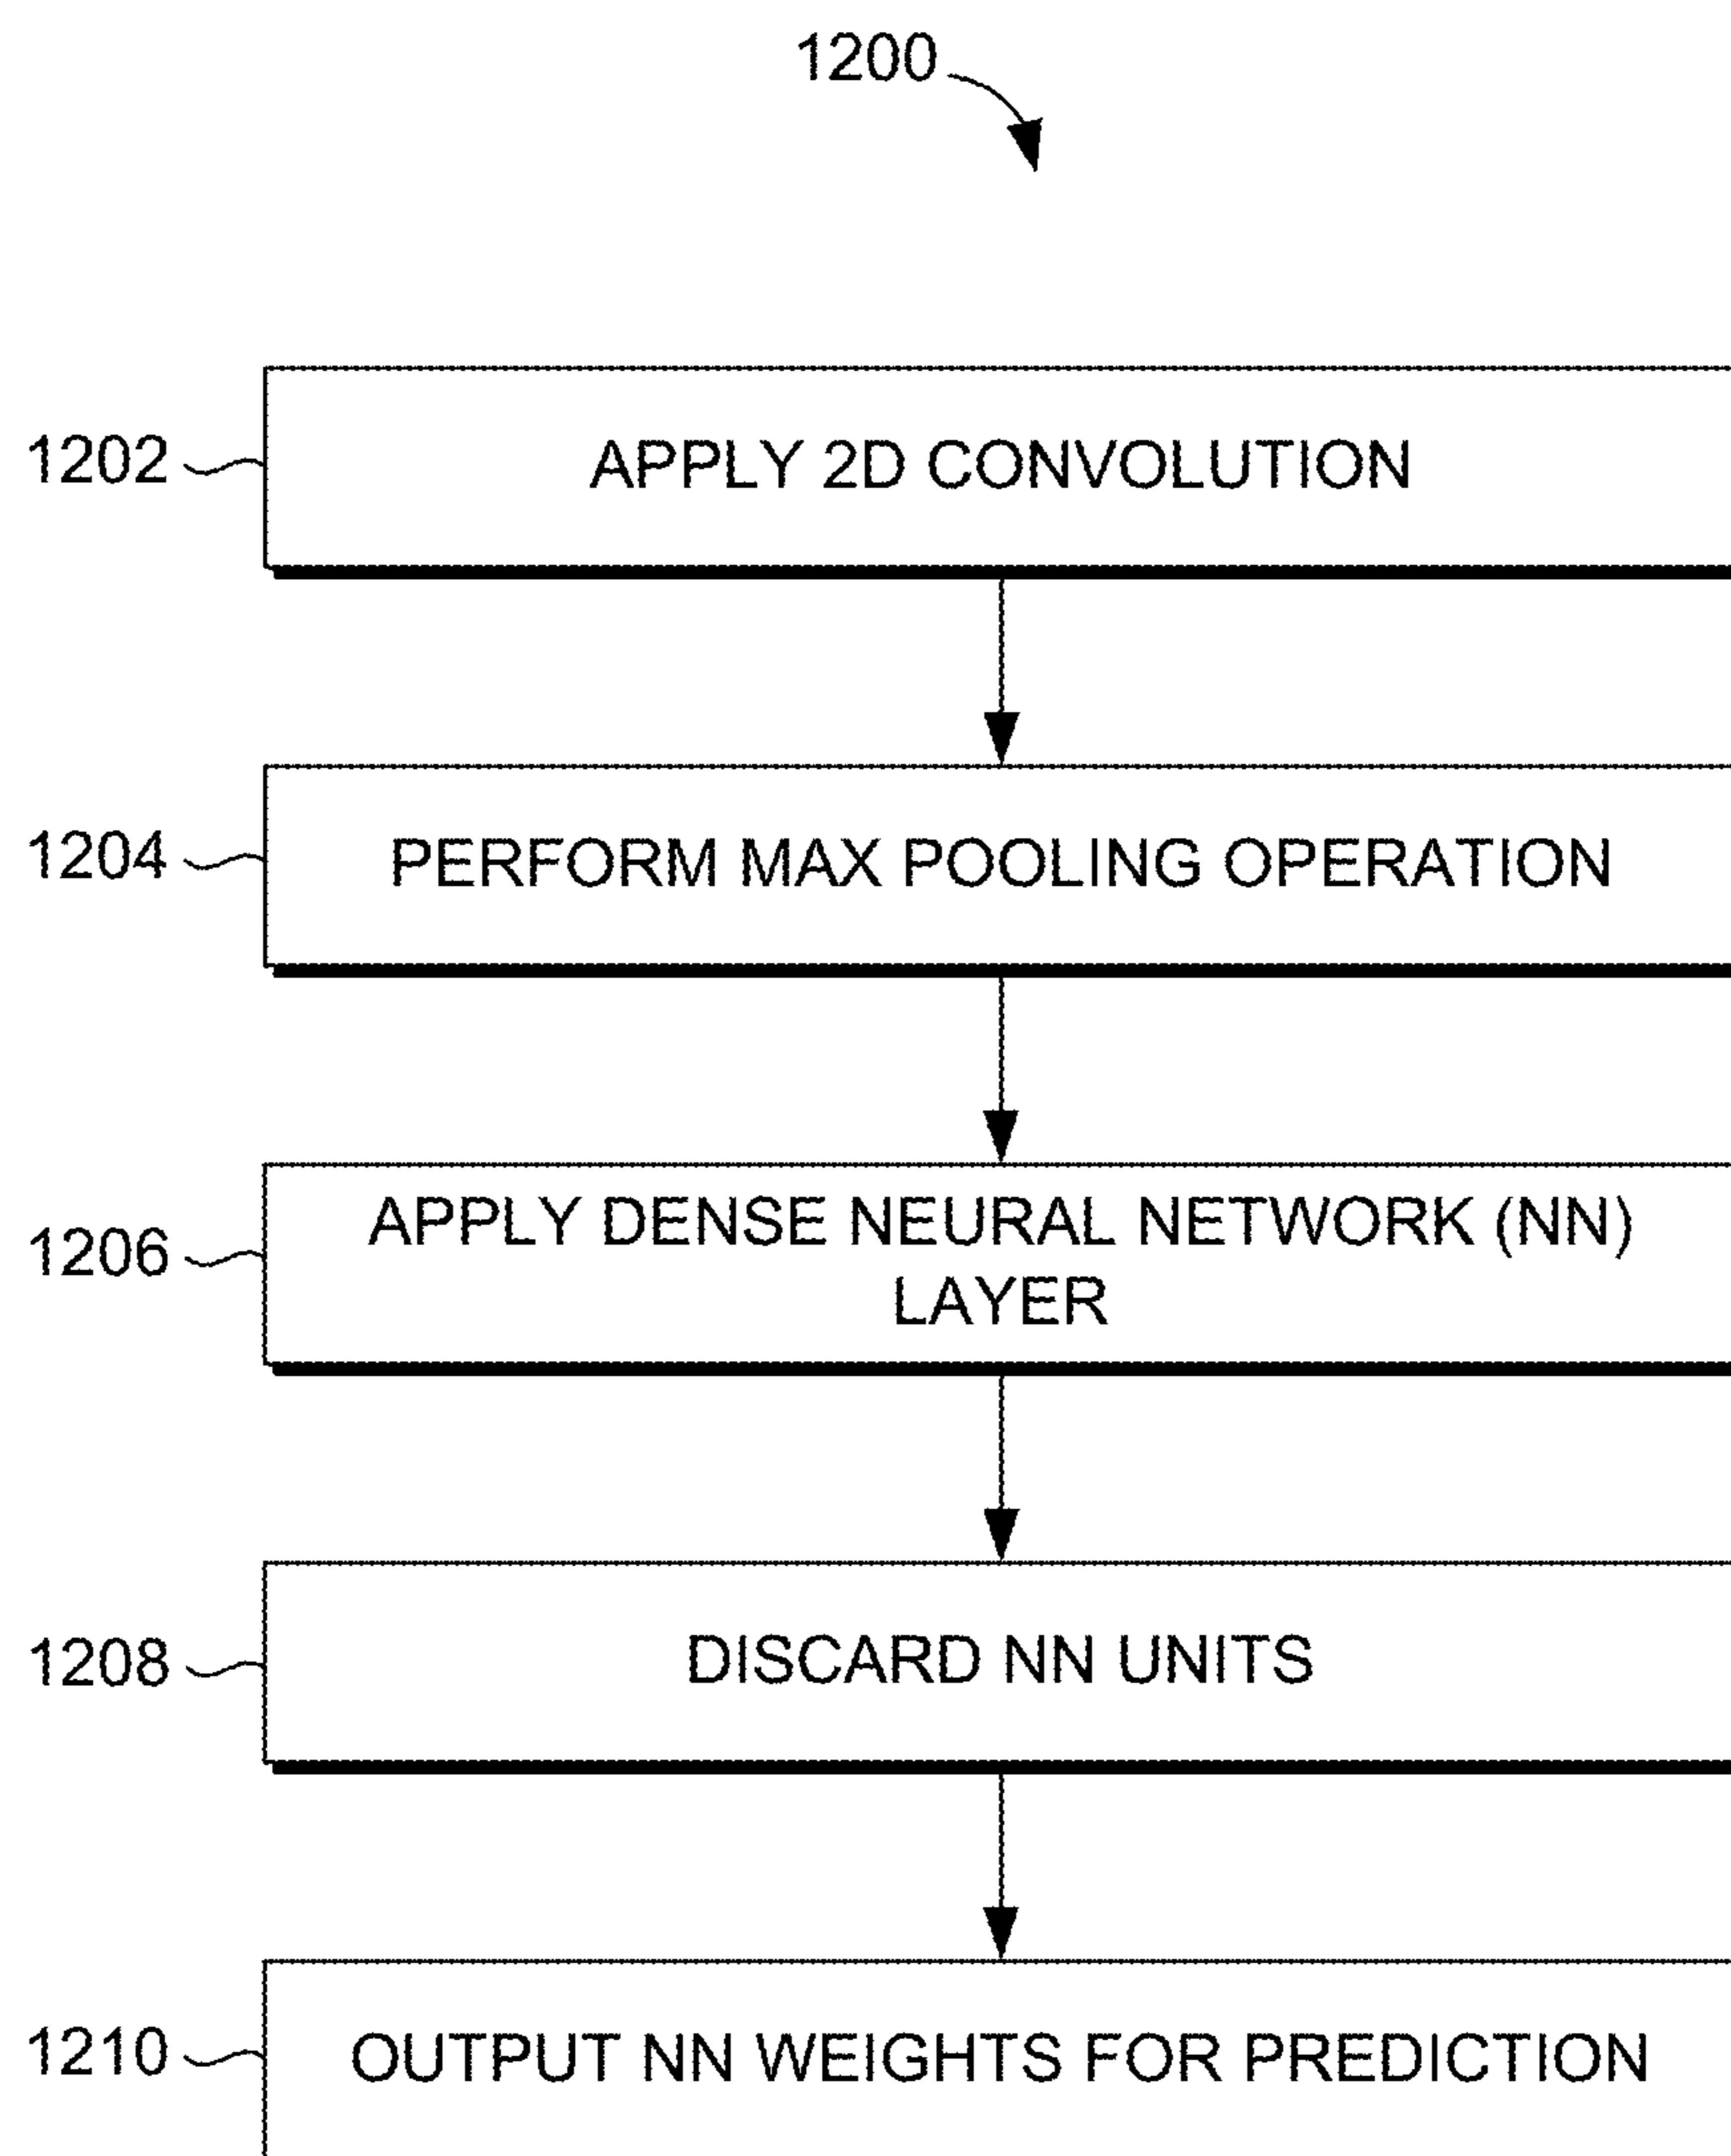 1200
1202
APPLY 2D CONVOLUTION
1204
PERFORM MAX POOLING OPERATION
1206
APPLY DENSE NEURAL NETWORK (NN)
LAYER
1208
DISCARD NN UNITS
1210
OUTPUT NN WEIGHTS FOR PREDICTION